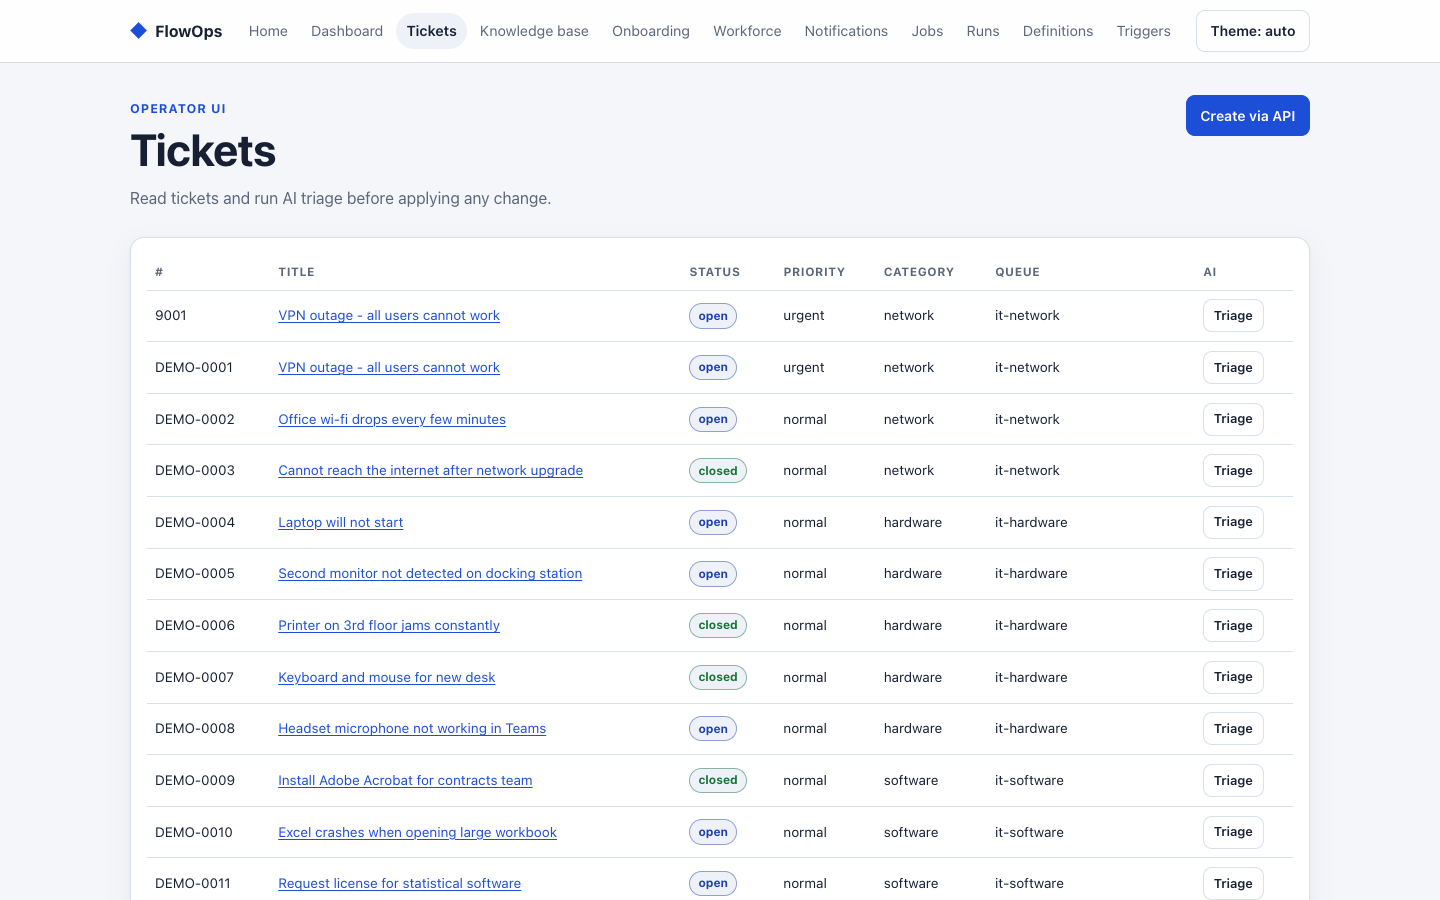 FlowOps Home Dashboard Tickets Knowledge base Onboarding Workforce Notifications Jobs Runs Definitions Triggers Theme: auto
OPERATOR UI
Create via API
Tickets
Read tickets and run AI triage before applying any change.
# TITLE STATUS PRIORITY CATEGORY QUEUE AI
9001 VPN outage - all users cannot work open urgent network it-network Triage
DEMO-0001 VPN outage - all users cannot work open urgent network it-network Triage
DEMO-0002 Office wi-fi drops every few minutes open normal network it-network Triage
DEMO-0003 Cannot reach the internet after network upgrade closed normal network it-network Triage
DEMO-0004 Laptop will not start open normal hardware it-hardware Triage
DEMO-0005 Second monitor not detected on docking station open normal hardware it-hardware Triage
DEMO-0006 Printer on 3rd floor jams constantly closed normal hardware it-hardware Triage
DEMO-0007 Keyboard and mouse for new desk closed normal hardware it-hardware Triage
DEMO-0008 Headset microphone not working in Teams open normal hardware it-hardware Triage
DEMO-0009 Install Adobe Acrobat for contracts team closed normal software it-software Triage
DEMO-0010 Excel crashes when opening large workbook open normal software it-software Triage
DEMO-0011 Request license for statistical software open normal software it-software Triage